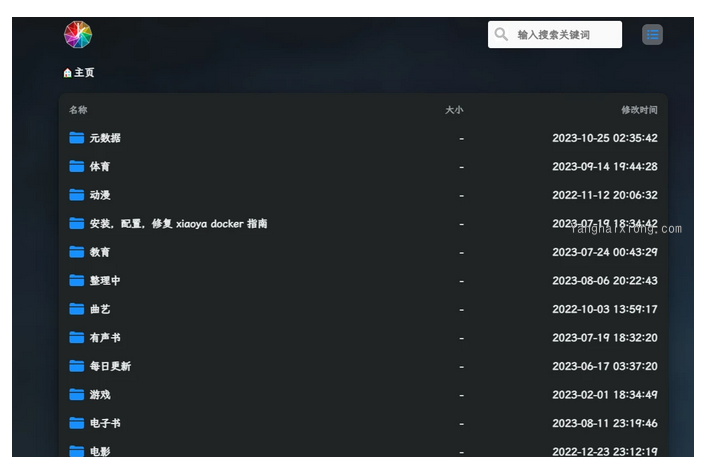 输入搜索关键词
主页
名称 大小 修改时间
元数据 - 2023-10-25 02:35:42
体育 - 2023-09-14 19:44:28
动漫 - 2022-11-12 20:06:32
安装，配置，修复 xiaoya docker 指南 - 2023-07-19 18:34:42
Yanghaixiong.com
教育 - 2023-07-24 00:43:29
整理中 - 2023-08-06 20:22:43
曲艺 - 2022-10-03 13:59:17
有声书 - 2023-07-19 18:32:20
每日更新 - 2023-06-17 03:37:20
游戏 - 2023-02-01 18:34:49
电子书 - 2023-08-11 23:19:46
电影 - 2022-12-23 23:12:19